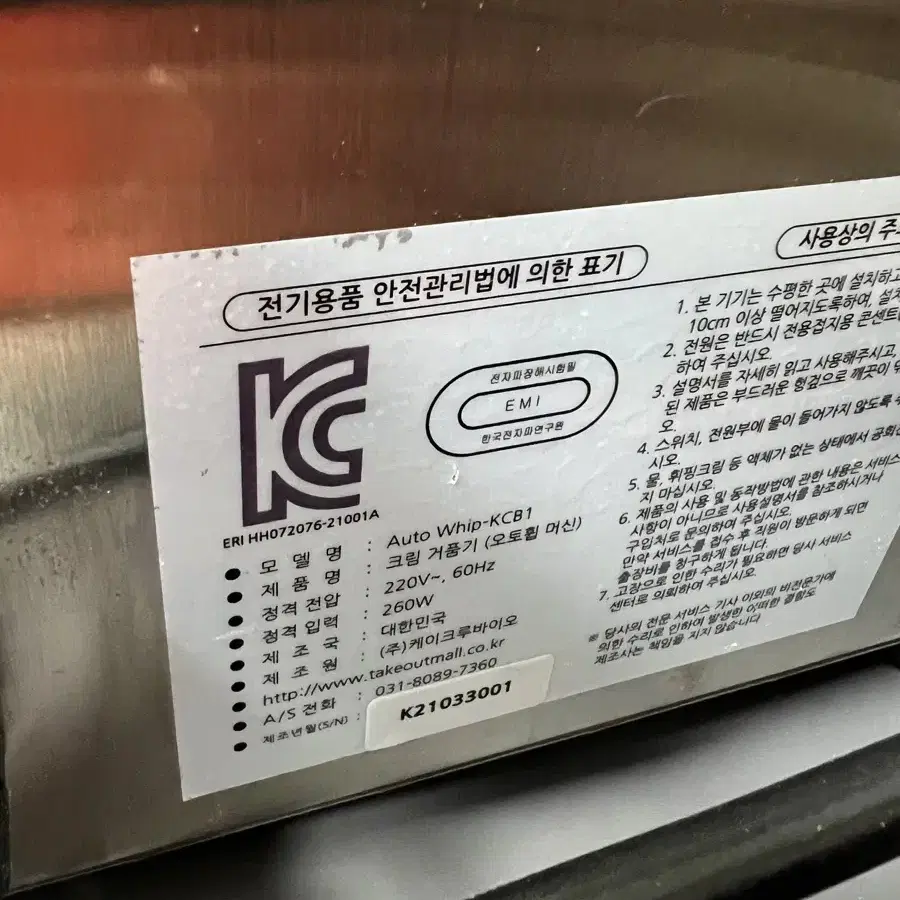 전기용품 안전관리법에 의한 표기
KC
ERI HH072076-21001A
전자파장해시험필
EMI
한국전자파연구원
● 모 델 명 : Auto Whip-KCB1
● 제 품 명 : 크림 거품기 (오토휩 머신)
● 정격 전압 : 220V~, 60Hz
● 정격 입력 : 260W
● 제 조 국 : 대한민국
● 제 조 원 : (주)케이크루바이오
● http://www.takeoutmall.co.kr
● A/S 전화 : 031-8089-7360
● 제조년월(S/N) : K21033001
사용상의 주
1. 본 기기는 수평한 곳에 설치하고
10cm 이상 떨어지도록하여, 설치
2. 전원은 반드시 전용접지용 콘센트
하여 주십시오.
3. 설명서를 자세히 읽고 사용해주시고,
된 제품은 부드러운 헝겊으로 깨끗이
오.
4. 스위치, 전원부에 물이 들어가지 않도록
시오.
5. 물, 휘핑크림 등 액체가 없는 상태에서 공회전
지 마십시오.
6. 제품의 사용 및 동작방법에 관한 내용은 서비스
사항이 아니므로 사용설명서를 참조하시거나
구입처로 문의하여 주십시오.
만약 서비스를 접수 후 직원이 방문하게 되면
출장비를 청구하게 됩니다.
7. 고장으로 인한 수리가 필요하면 당사 서비스
센터로 의뢰하여 주십시오.
※ 당사의 전문 서비스 기사 이외의 비전문가에
의한 수리로 인하여 발생한 어떠한 결함도
제조사는 책임을 지지 않습니다